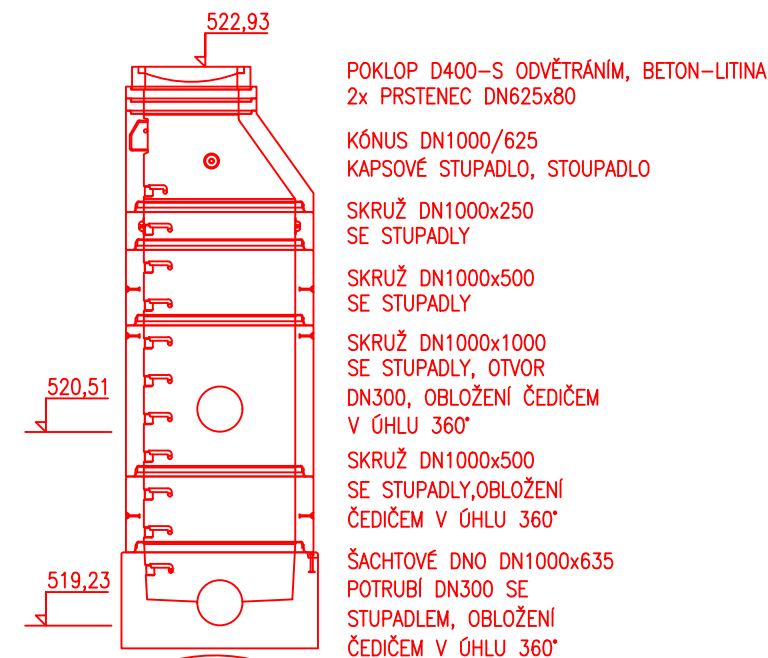 522,93
POKLOP D400-S ODVĚTRÁNÍM, BETON-LITINA
2x PRSTENEC DN625x80
KÓNUS DN1000/625
KAPSOVÉ STUPADLO, STOUPADLO
SKRUŽ DN1000x250
SE STUPADLY
SKRUŽ DN1000x500
SE STUPADLY
SKRUŽ DN1000x1000
SE STUPADLY, OTVOR
DN300, OBLOŽENÍ ČEDIČEM
V ÚHLU 360°
520,51
SKRUŽ DN1000x500
SE STUPADLY,OBLOŽENÍ
ČEDIČEM V ÚHLU 360°
ŠACHTOVÉ DNO DN1000x635
POTRUBÍ DN300 SE
STUPADLEM, OBLOŽENÍ
ČEDIČEM V ÚHLU 360°
519,23